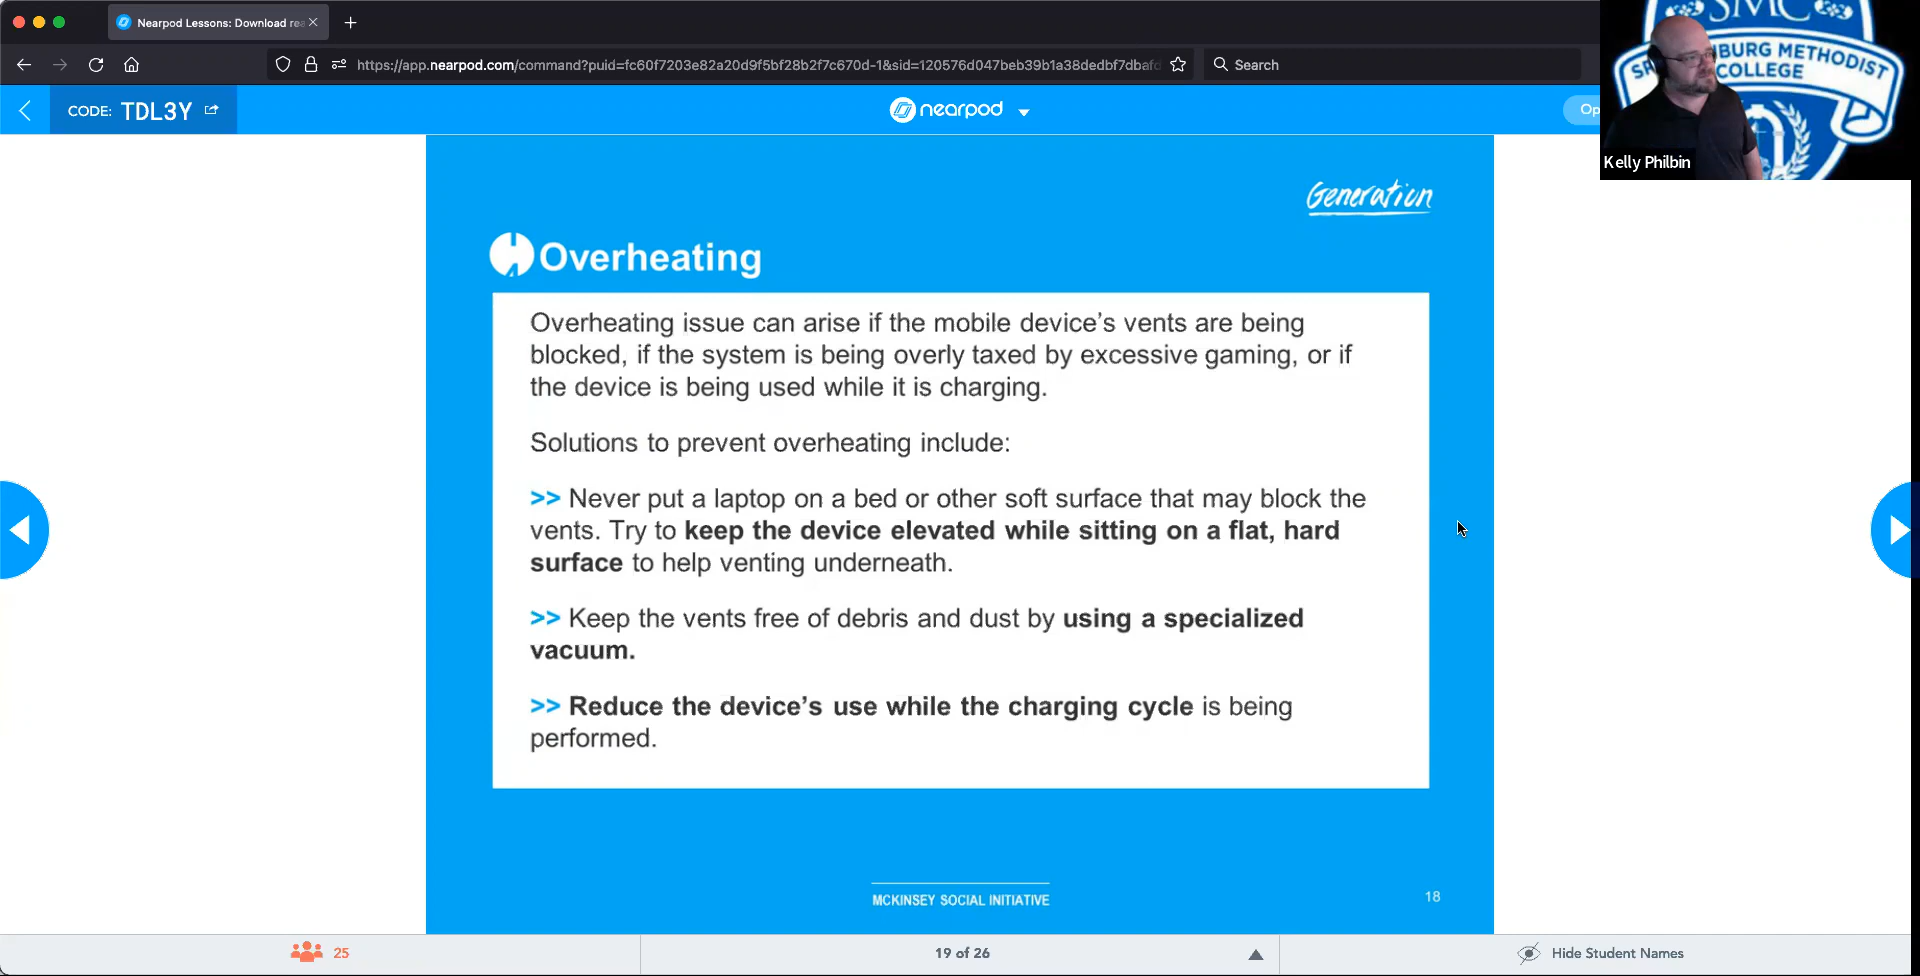 Nearpod Lessons: Download rea
https://app.nearpod.com/command?puid=fc60f7203e82a20d9f5bf28b2f7c670d-1&sid=120576d047beb39b1a38dedbf7dbafd
Search
SMC
BURG METHODIST
COLLEGE
Kelly Philbin
CODE: TDL3Y
nearpod
Op
Generation
Overheating
Overheating issue can arise if the mobile device's vents are being
blocked, if the system is being overly taxed by excessive gaming, or if
the device is being used while it is charging.
Solutions to prevent overheating include:
>> Never put a laptop on a bed or other soft surface that may block the
vents. Try to keep the device elevated while sitting on a flat, hard
surface to help venting underneath.
>> Keep the vents free of debris and dust by using a specialized
vacuum.
>> Reduce the device's use while the charging cycle is being
performed.
MCKINSEY SOCIAL INITIATIVE
18
25
19 of 26
Hide Student Names